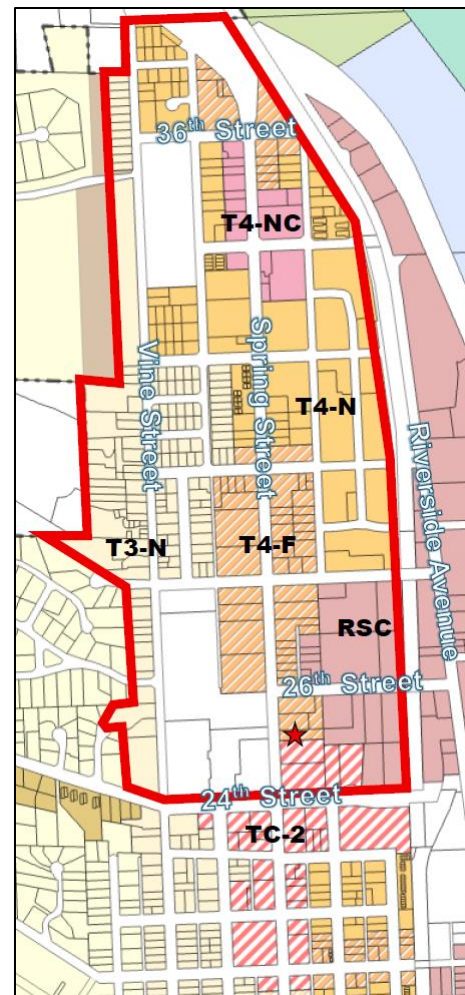 36th Street
T4-NC
Vine Street
Spring Street
T4-N
Riverside Avenue
T3-N
T4-F
RSC
26th Street
24th Street
TC-2